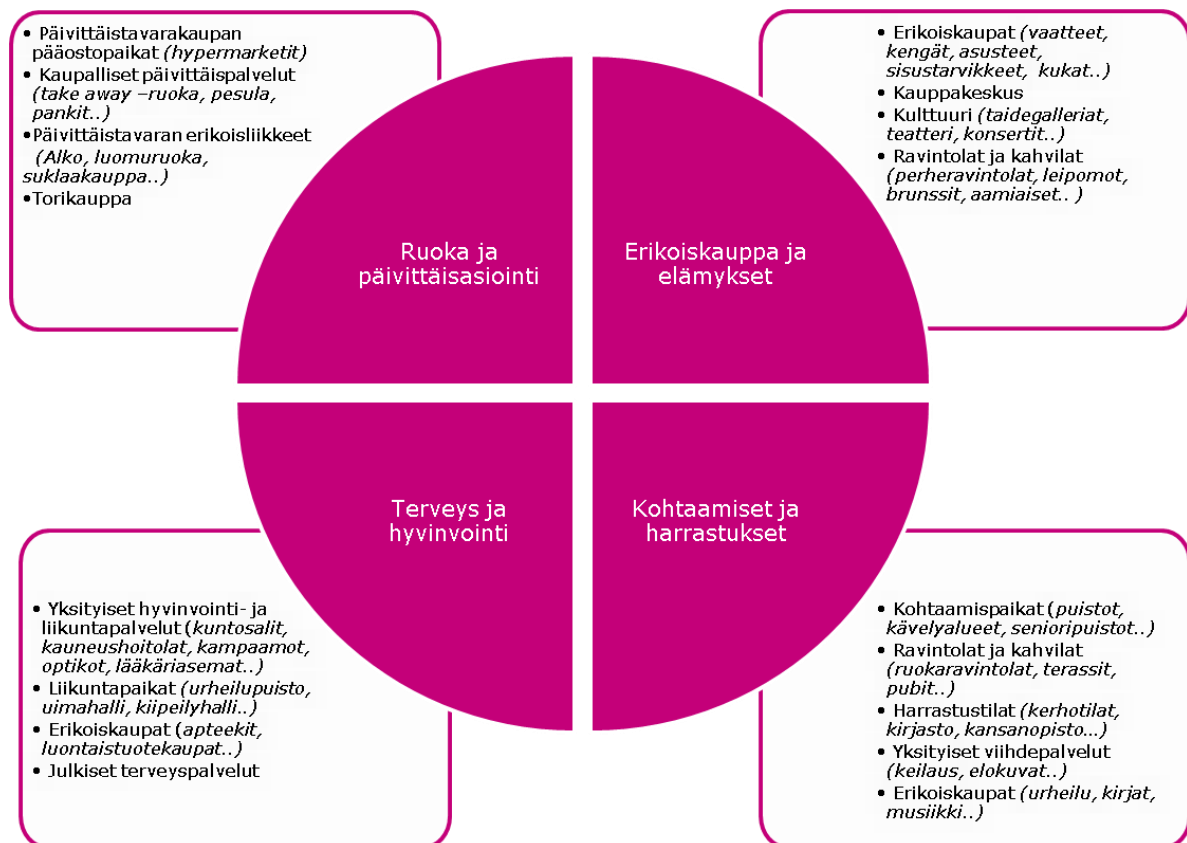 • Päivittäistavarakaupan
pääostopaikat (hypermarketit)
• Kaupalliset päivittäispalvelut
(take away –ruoka, pesula,
pankit..)
•Päivittäistavaran erikoisliikkeet
(Alko, luomuruoka,
suklaakauppa..)
•Torikauppa
• Erikoiskaupat (vaatteet,
kengät, asusteet,
sisustarvikkeet, kukat..)
• Kauppakeskus
• Kulttuuri (taidegalleriat,
teatteri, konsertit..)
• Ravintolat ja kahvilat
(perheravintolat, leipomot,
brunssit, aamiaiset.. )
Ruoka ja
päivittäisasiointi
Erikoiskauppa ja
elämykset
Terveys ja
hyvinvointi
Kohtaamiset ja
harrastukset
• Yksityiset hyvinvointi- ja
liikuntapalvelut (kuntosalit,
kauneushoitolat, kampaamot,
optikot, lääkäriasemat..)
• Liikuntapaikat (urheilupuisto,
uimahalli, kiipeilyhalli..)
• Erikoiskaupat (apteekit,
luontaistuotekaupat..)
• Julkiset terveyspalvelut
• Kohtaamispaikat (puistot,
kävelyalueet, senioripuistot..)
• Ravintolat ja kahvilat
(ruokaravintolat, terassit,
pubit..)
• Harrastustilat (kerhotilat,
kirjasto, kansanopisto...)
• Yksityiset viihdepalvelut
(keilaus, elokuvat..)
• Erikoiskaupat (urheilu, kirjat,
musiikki..)